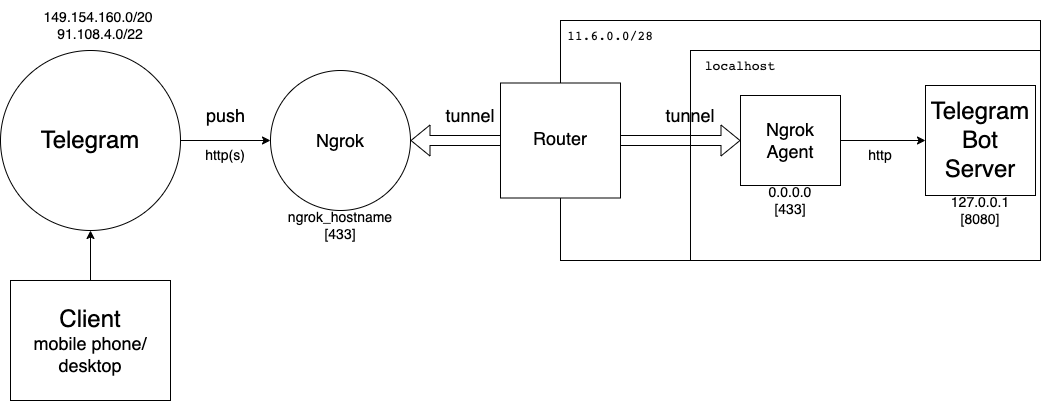 149.154.160.0/20
91.108.4.0/22
Telegram
push
http(s)
Ngrok
ngrok_hostname
[433]
tunnel
Router
11.6.0.0/28
localhost
tunnel
Ngrok
Agent
0.0.0.0
[433]
http
Telegram
Bot
Server
127.0.0.1
[8080]
Client
mobile phone/
desktop